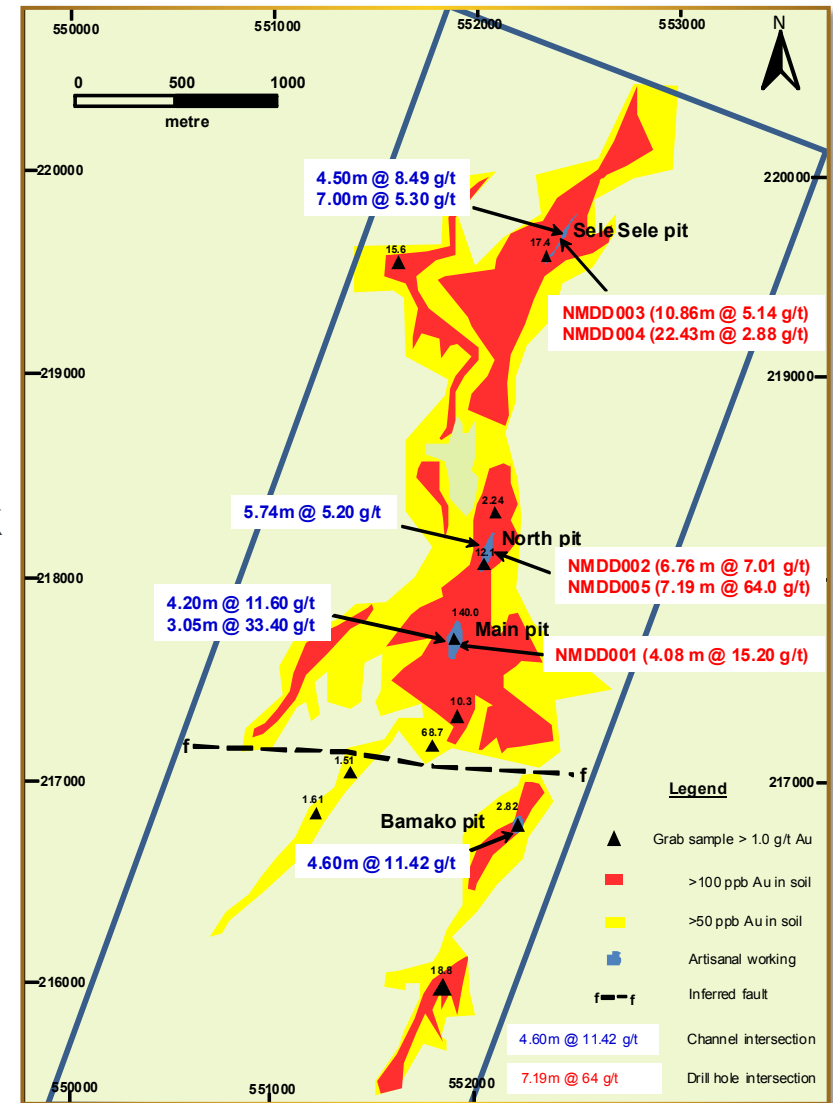 550000
551000
552000
553000
N
0
500
1000
metre
220000
220000
4.50m @ 8.49 g/t
7.00m @ 5.30 g/t
Sele Sele pit
17.4
15.6
NMDD003 (10.86m @ 5.14 g/t)
NMDD004 (22.43m @ 2.88 g/t)
219000
219000
2.24
5.74m @ 5.20 g/t
North pit
12.1
NMDD002 (6.76 m @ 7.01 g/t)
NMDD005 (7.19 m @ 64.0 g/t)
218000
4.20m @ 11.60 g/t
3.05m @ 33.40 g/t
140.0
Main pit
NMDD001 (4.08 m @ 15.20 g/t)
10.3
68.7
f
f
1.51
217000
217000
1.61
2.82
Bamako pit
4.60m @ 11.42 g/t
Legend
Grab sample > 1.0 g/t Au
>100 ppb Au in soil
>50 ppb Au in soil
Artisanal working
f
f
Inferred fault
4.60m @ 11.42 g/t
Channel intersection
7.19m @ 64 g/t
Drill hole intersection
216000
18.8
550000
551000
552000